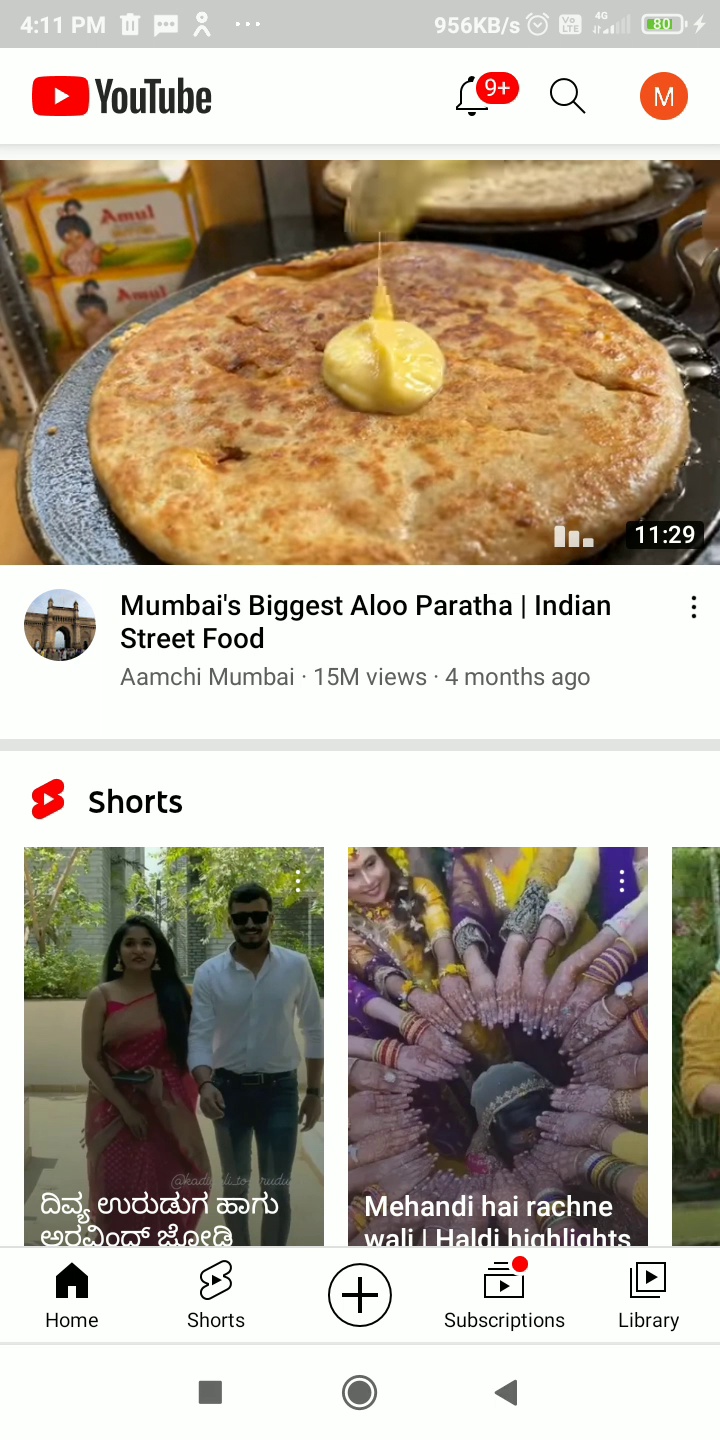 4:11 PM ... 956KB/s Vo LTE 4G 80
YouTube 9+ M
Amul
Amul
11:29
Mumbai's Biggest Aloo Paratha | Indian
Street Food
Aamchi Mumbai · 15M views · 4 months ago
Shorts
ದಿವ್ಯ ಉರುಡುಗ ಹಾಗು
ಅರವಿಂದ್ ಜೋಡಿ
Mehandi hai rachne
wali | Haldi highlights
Home Shorts Subscriptions Library